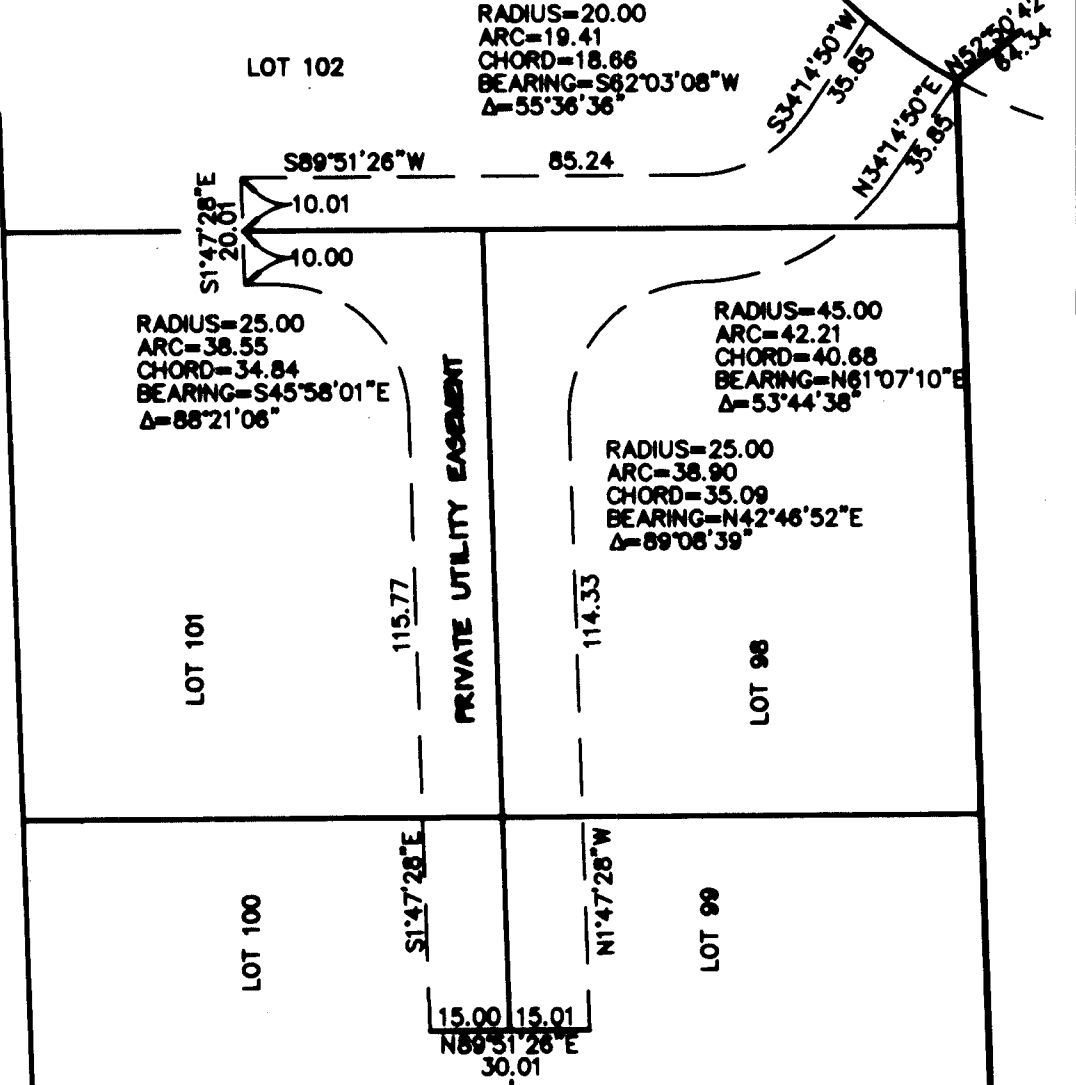 RADIUS=20.00
ARC=19.41
CHORD=18.66
BEARING=S62°03'08"W
Δ=55°36'36"
LOT 102
S34°14'50"W
35.85
N52°50'42
64.34
N34°14'50"E
35.85
S89°51'26"W 85.24
S1°47'28"E
20.01
10.01
10.00
RADIUS=25.00
ARC=38.55
CHORD=34.84
BEARING=S45°58'01"E
Δ=88°21'06"
RADIUS=45.00
ARC=42.21
CHORD=40.68
BEARING=N61°07'10"E
Δ=53°44'38"
PRIVATE UTILITY EASEMENT
RADIUS=25.00
ARC=38.90
CHORD=35.09
BEARING=N42°46'52"E
Δ=89°08'39"
115.77
114.33
LOT 101
LOT 98
S1°47'28"E
N1°47'28"W
LOT 100
LOT 99
15.00 15.01
N89°51'26"E
30.01